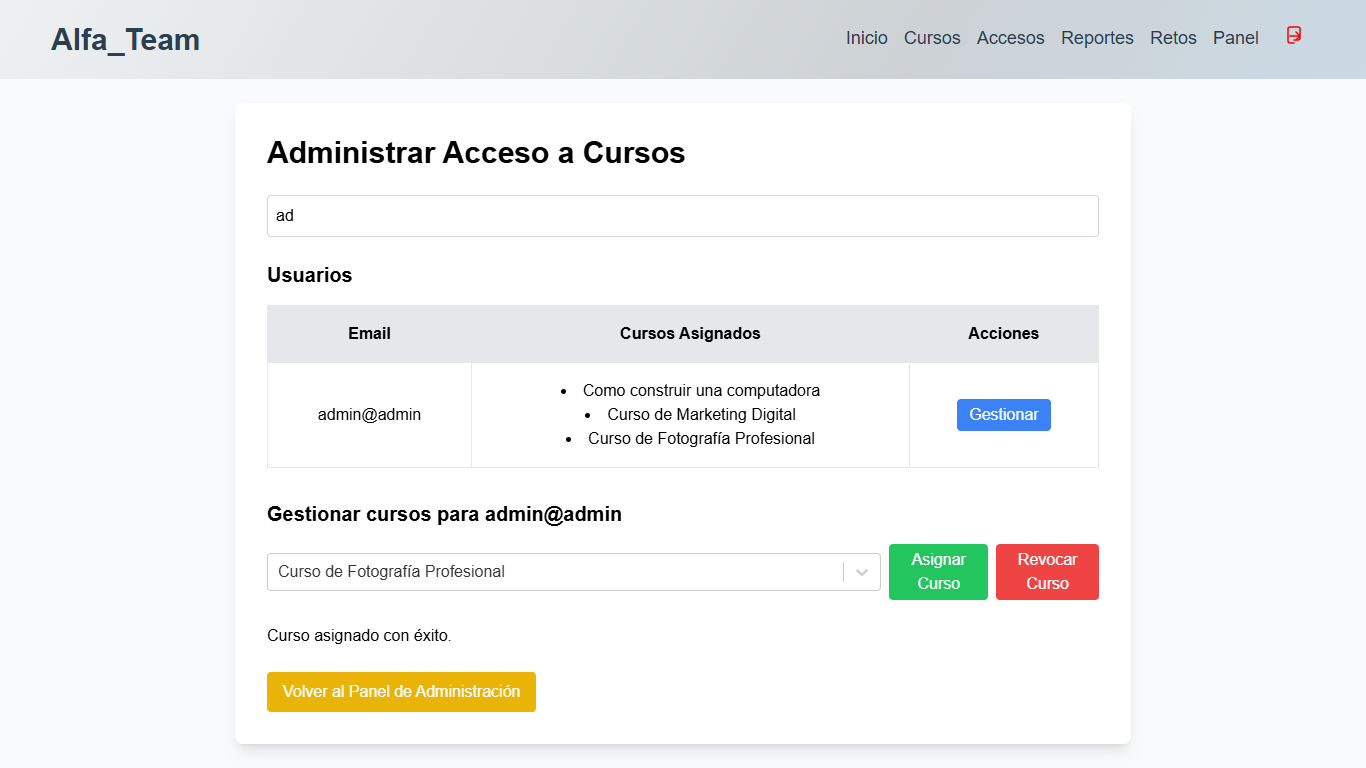 Alfa_Team
Inicio Cursos Accesos Reportes Retos Panel
Administrar Acceso a Cursos
ad
Usuarios
Email Cursos Asignados Acciones
• Como construir una computadora
admin@admin • Curso de Marketing Digital Gestionar
• Curso de Fotografía Profesional
Gestionar cursos para admin@admin
Curso de Fotografía Profesional
Asignar
Curso
Revocar
Curso
Curso asignado con éxito.
Volver al Panel de Administración